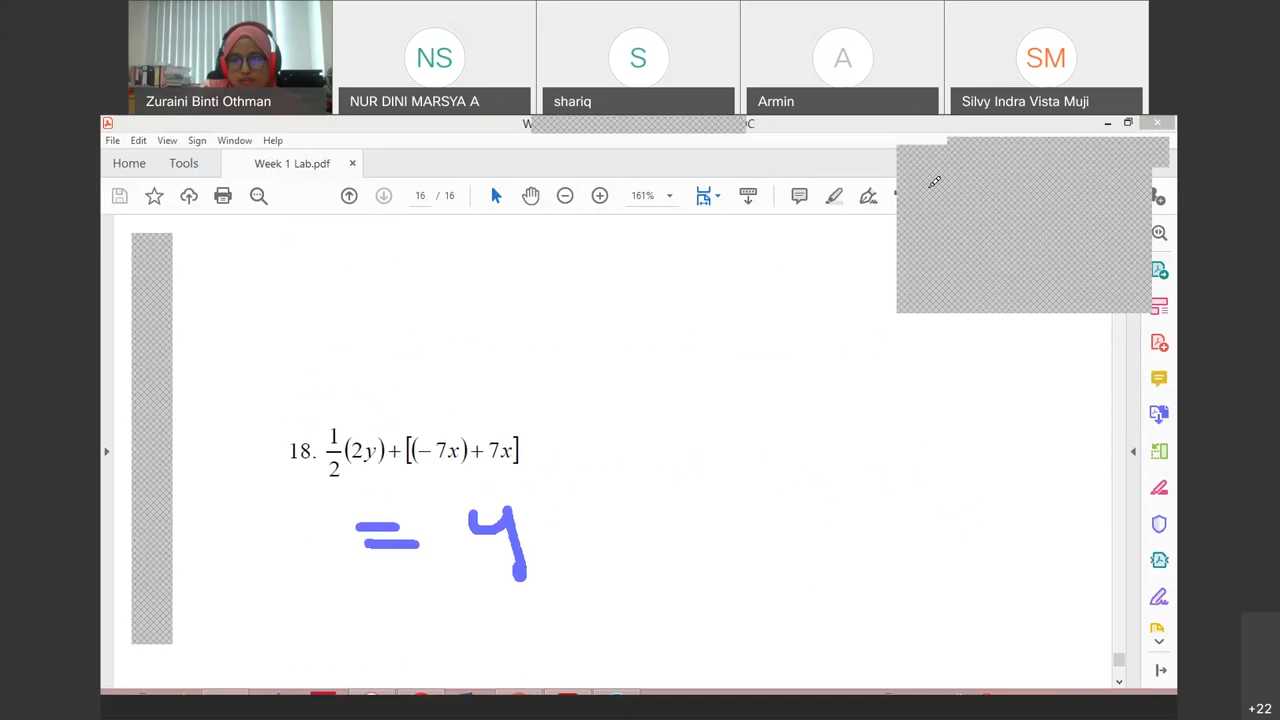 NS S A SM
Zuraini Binti Othman NUR DINI MARSYA A shariq Armin Silvy Indra Vista Muji
File Edit View Sign Window Help
Home Tools Week 1 Lab.pdf
16 / 16 161%
18. \frac{1}{2}(2y)+[(-7x)+7x]
= y
+22